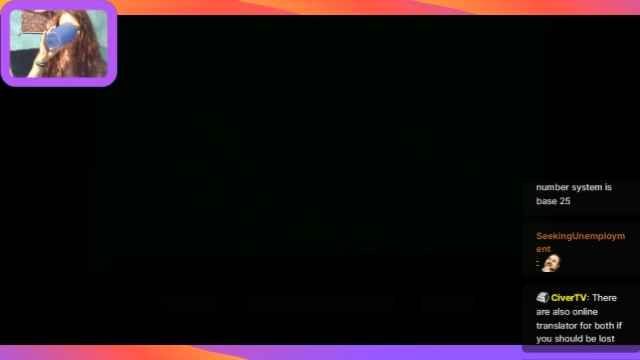 number system is
base 25
SeekingUnemploym
ent
:
CiverTV: There
are also online
translator for both if
you should be lost